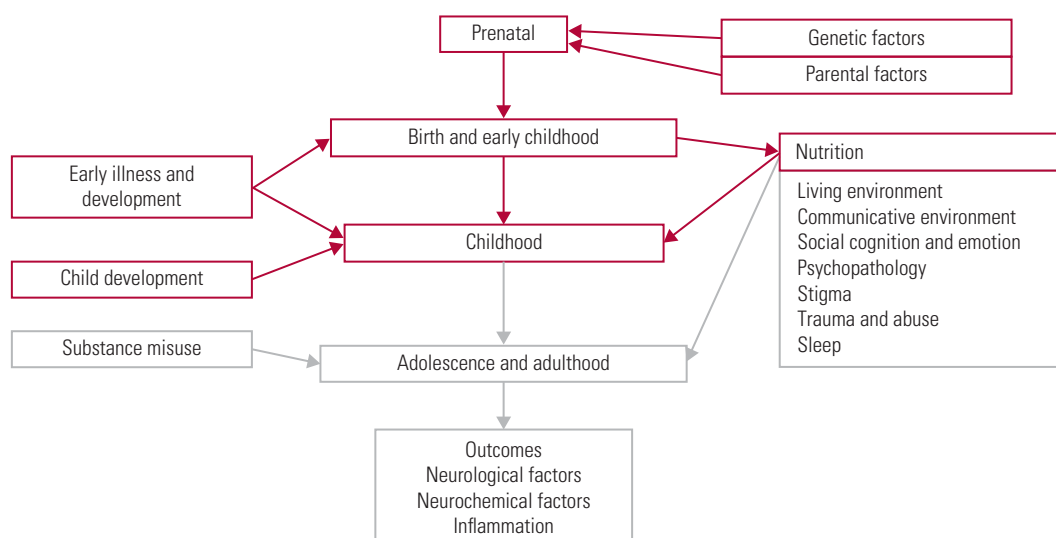 Prenatal
Genetic factors
Parental factors
Birth and early childhood
Nutrition
Early illness and
development
Living environment
Communicative environment
Social cognition and emotion
Psychopathology
Stigma
Trauma and abuse
Sleep
Childhood
Child development
Substance misuse
Adolescence and adulthood
Outcomes
Neurological factors
Neurochemical factors
Inflammation